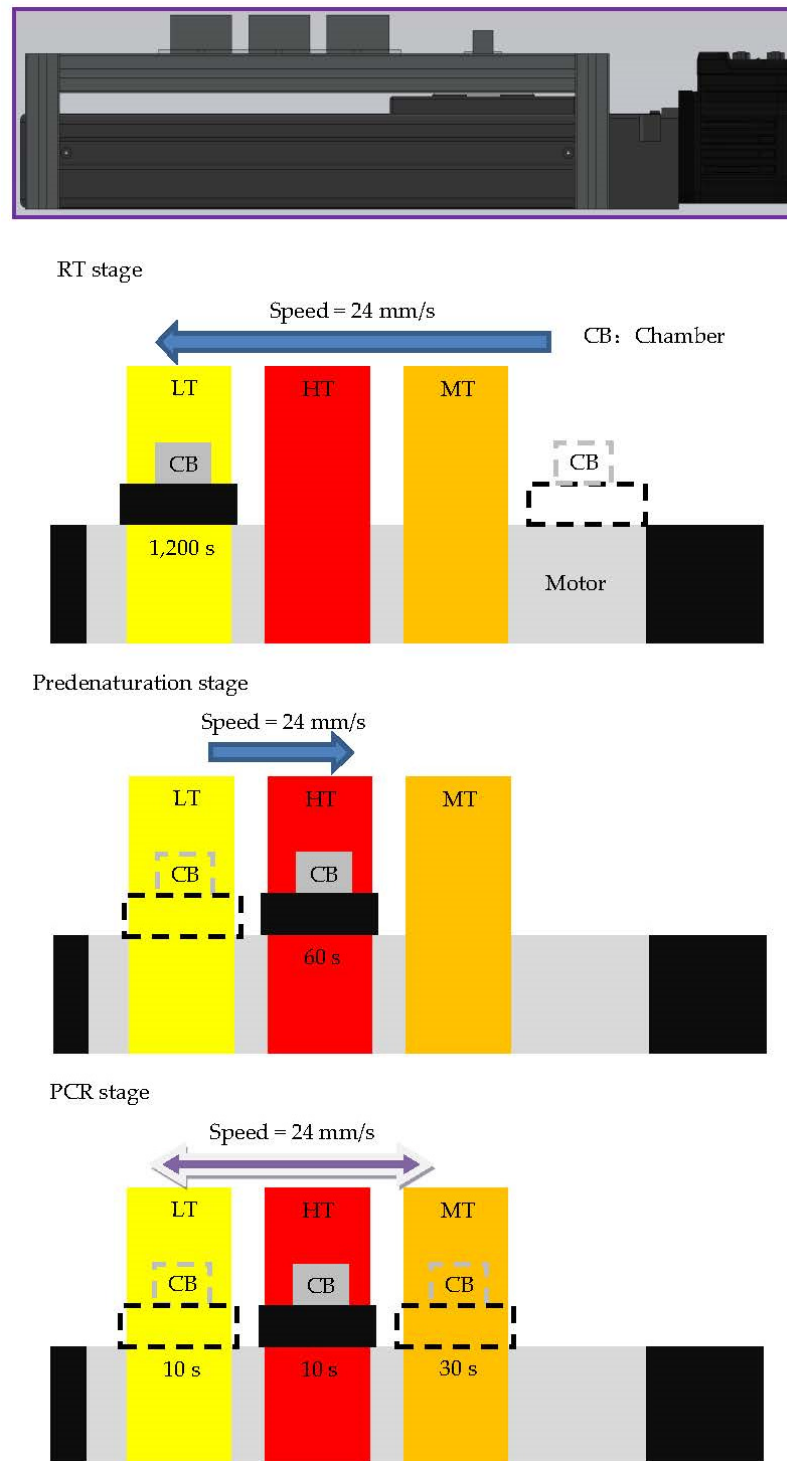 RT stage
Speed = 24 mm/s
CB: Chamber
LT HT MT
CB CB
1,200 s
Motor
Predenaturation stage
Speed = 24 mm/s
LT HT MT
CB CB
60 s
PCR stage
Speed = 24 mm/s
LT HT MT
CB CB CB
10 s 10 s 30 s